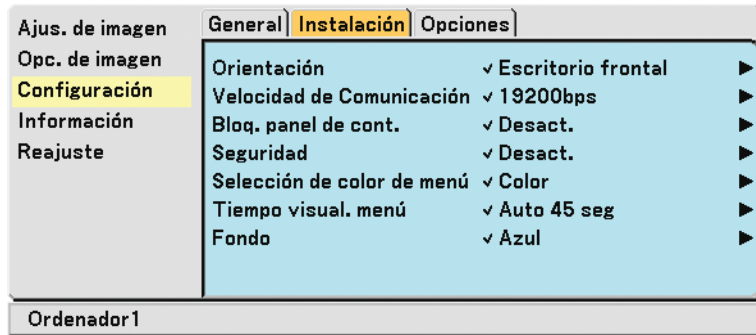 Ajus. de imagen
Opc. de imagen
Configuración
Información
Reajuste
General Instalación Opciones
Orientación ✓ Escritorio frontal ▶
Velocidad de Comunicación ✓ 19200bps ▶
Bloq. panel de cont. ✓ Desact. ▶
Seguridad ✓ Desact. ▶
Selección de color de menú ✓ Color ▶
Tiempo visual. menú ✓ Auto 45 seg ▶
Fondo ✓ Azul ▶
Ordenador1